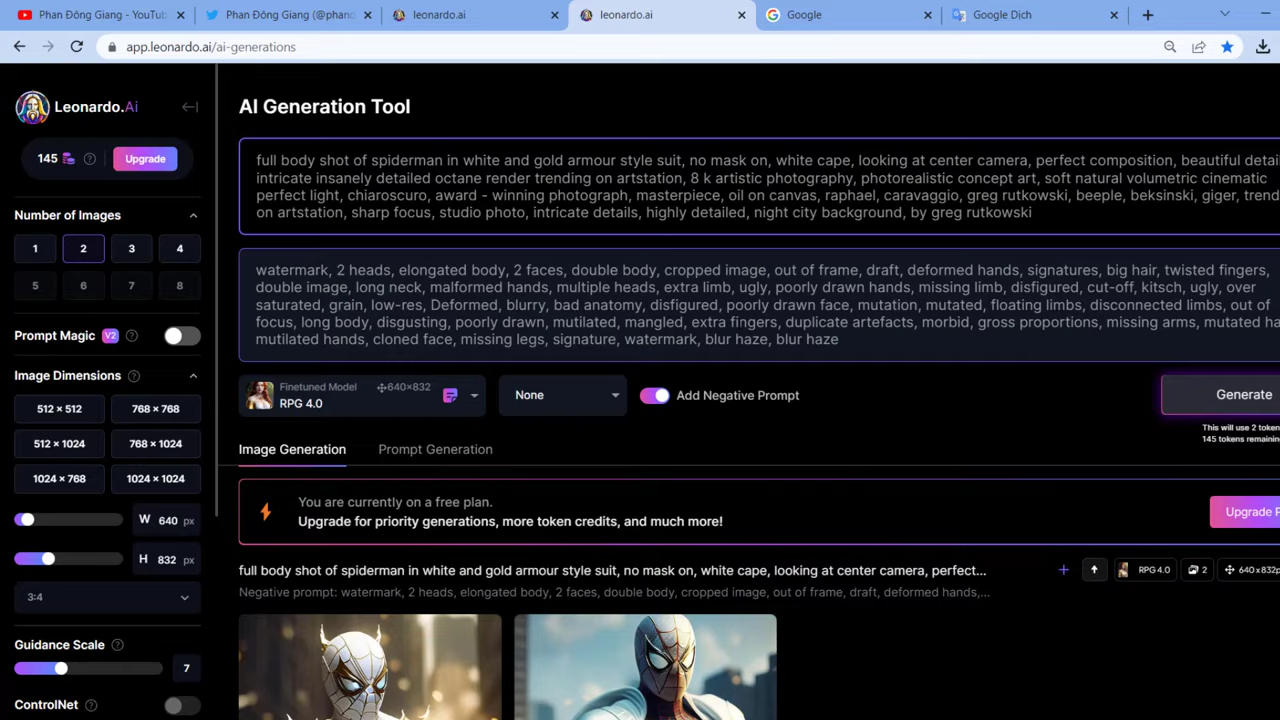 Phan Đông Giang - YouTub
Phan Đông Giang (@phand
leonardo.ai
leonardo.ai
Google
Google Dịch
app.leonardo.ai/ai-generations
Leonardo.Ai
145
Upgrade
Number of Images
1 2 3 4
5 6 7 8
Prompt Magic V2
Image Dimensions
512 × 512 768 × 768
512 × 1024 768 × 1024
1024 × 768 1024 × 1024
W 640 px
H 832 px
3:4
Guidance Scale
7
ControlNet
AI Generation Tool
full body shot of spiderman in white and gold armour style suit, no mask on, white cape, looking at center camera, perfect composition, beautiful detai
intricate insanely detailed octane render trending on artstation, 8 k artistic photography, photorealistic concept art, soft natural volumetric cinematic
perfect light, chiaroscuro, award - winning photograph, masterpiece, oil on canvas, raphael, caravaggio, greg rutkowski, beeple, beksinski, giger, trend
on artstation, sharp focus, studio photo, intricate details, highly detailed, night city background, by greg rutkowski
watermark, 2 heads, elongated body, 2 faces, double body, cropped image, out of frame, draft, deformed hands, signatures, big hair, twisted fingers,
double image, long neck, malformed hands, multiple heads, extra limb, ugly, poorly drawn hands, missing limb, disfigured, cut-off, kitsch, ugly, over
saturated, grain, low-res, Deformed, blurry, bad anatomy, disfigured, poorly drawn face, mutation, mutated, floating limbs, disconnected limbs, out of
focus, long body, disgusting, poorly drawn, mutilated, mangled, extra fingers, duplicate artefacts, morbid, gross proportions, missing arms, mutated ha
mutilated hands, cloned face, missing legs, signature, watermark, blur haze, blur haze
Finetuned Model
RPG 4.0
640×832
None
Add Negative Prompt
Generate
This will use 2 token
145 tokens remainin
Image Generation
Prompt Generation
You are currently on a free plan.
Upgrade for priority generations, more token credits, and much more!
Upgrade P
full body shot of spiderman in white and gold armour style suit, no mask on, white cape, looking at center camera, perfect...
RPG 4.0
2
640x832p
Negative prompt: watermark, 2 heads, elongated body, 2 faces, double body, cropped image, out of frame, draft, deformed hands,...